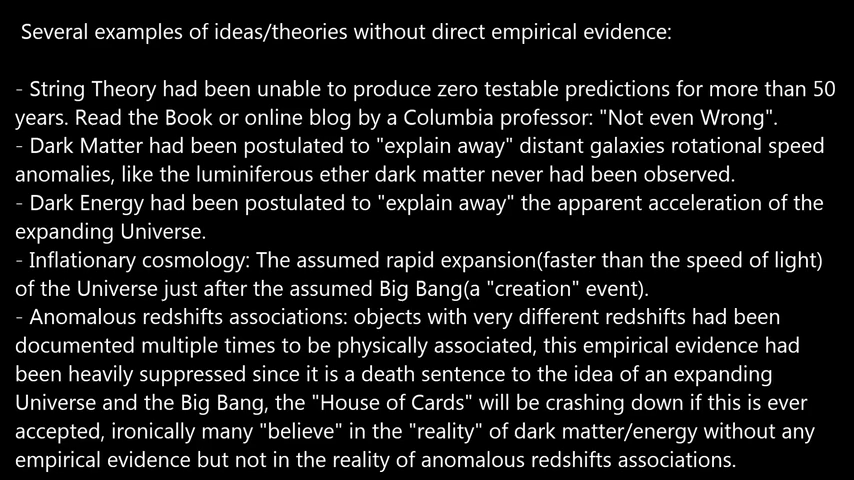 Several examples of ideas/theories without direct empirical evidence:
- String Theory had been unable to produce zero testable predictions for more than 50
years. Read the Book or online blog by a Columbia professor: "Not even Wrong".
- Dark Matter had been postulated to "explain away" distant galaxies rotational speed
anomalies, like the luminiferous ether dark matter never had been observed.
- Dark Energy had been postulated to "explain away" the apparent acceleration of the
expanding Universe.
- Inflationary cosmology: The assumed rapid expansion(faster than the speed of light)
of the Universe just after the assumed Big Bang(a "creation" event).
- Anomalous redshifts associations: objects with very different redshifts had been
documented multiple times to be physically associated, this empirical evidence had
been heavily suppressed since it is a death sentence to the idea of an expanding
Universe and the Big Bang, the "House of Cards" will be crashing down if this is ever
accepted, ironically many "believe" in the "reality" of dark matter/energy without any
empirical evidence but not in the reality of anomalous redshifts associations.